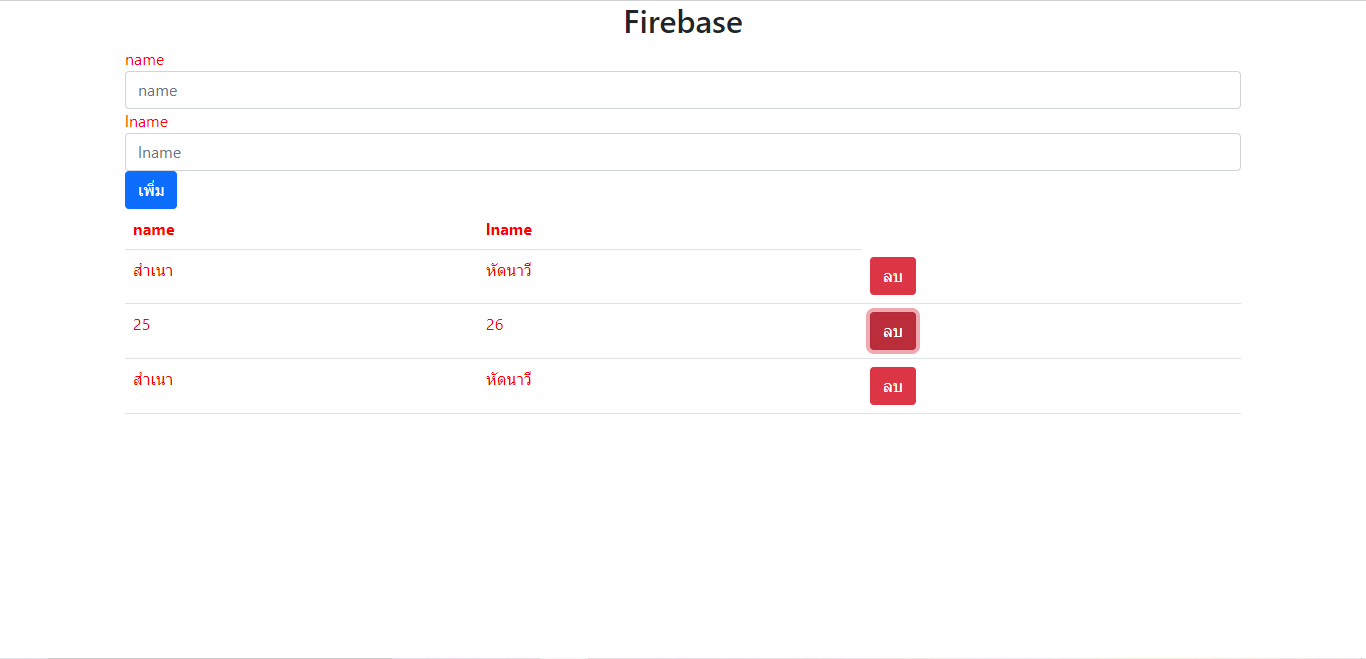 Firebase
name
name
lname
lname
เพิ่ม
name lname
สำเนา หัดนาวี ลบ
25 26 ลบ
สำเนา หัดนาวี ลบ